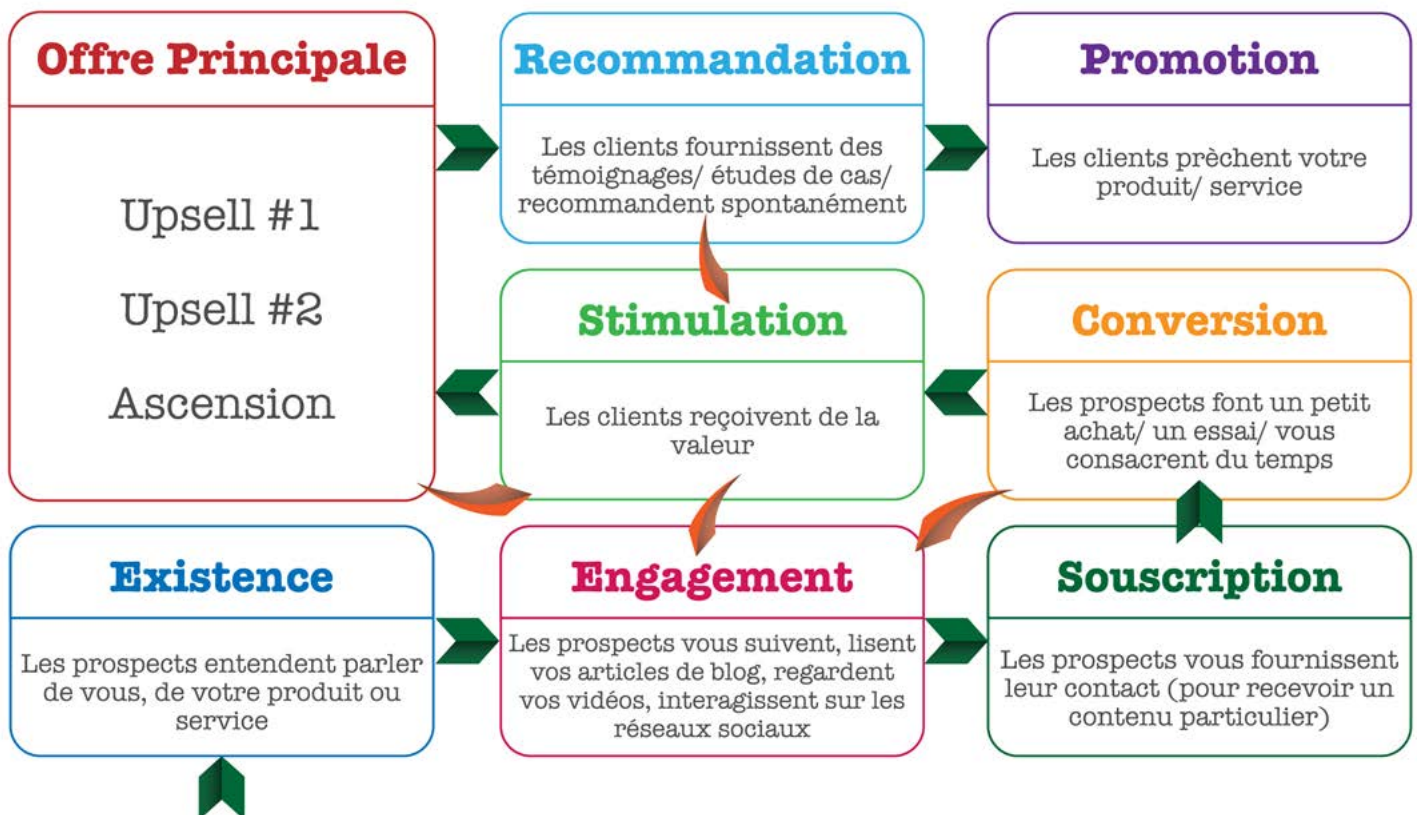 Offre Principale
Upsell #1
Upsell #2
Ascension
Recommandation
Les clients fournissent des
témoignages/ études de cas/
recommandent spontanément
Promotion
Les clients prèchent votre
produit/ service
Stimulation
Les clients reçoivent de la
valeur
Conversion
Les prospects font un petit
achat/ un essai/ vous
consacrent du temps
Existence
Les prospects entendent parler
de vous, de votre produit ou
service
Engagement
Les prospects vous suivent, lisent
vos articles de blog, regardent
vos vidéos, interagissent sur les
réseaux sociaux
Souscription
Les prospects vous fournissent
leur contact (pour recevoir un
contenu particulier)